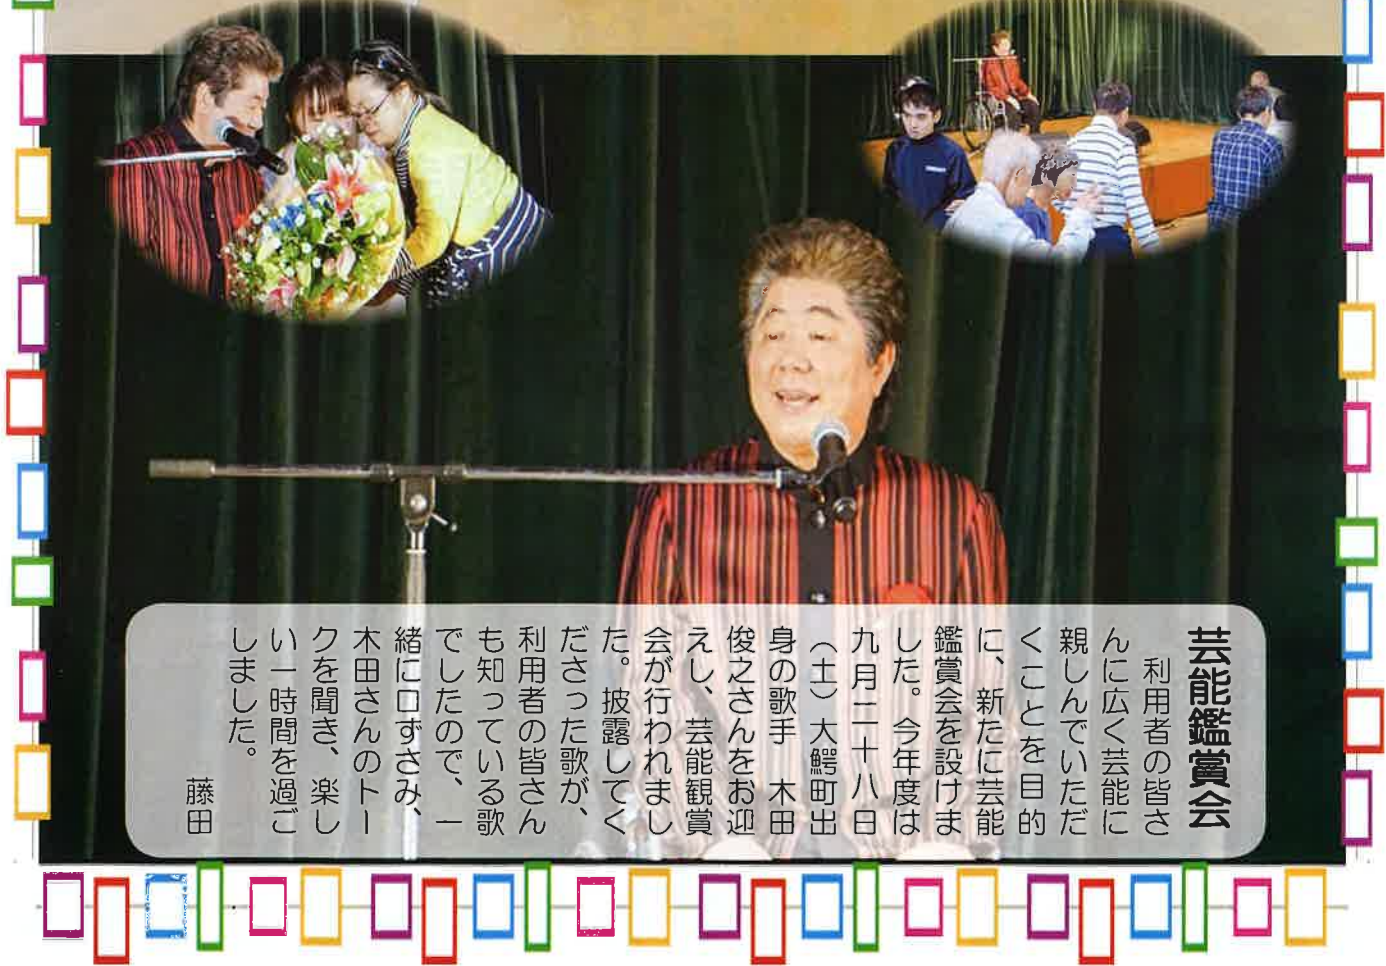 芸能鑑賞会
利用者の皆さ
んに広く芸能に
親しんでいただ
くことを目的
に、新たに芸能
鑑賞会を設けま
した。今年度は
九月二十八日
（土）大鰐町出
身の歌手　木田
俊之さんをお迎
えし、芸能観賞
会が行われまし
た。披露してく
ださった歌が、
利用者の皆さん
も知っている歌
でしたので、一
緒に口ずさみ、
木田さんのトー
クを聞き、楽し
い一時間を過ご
しました。
藤田